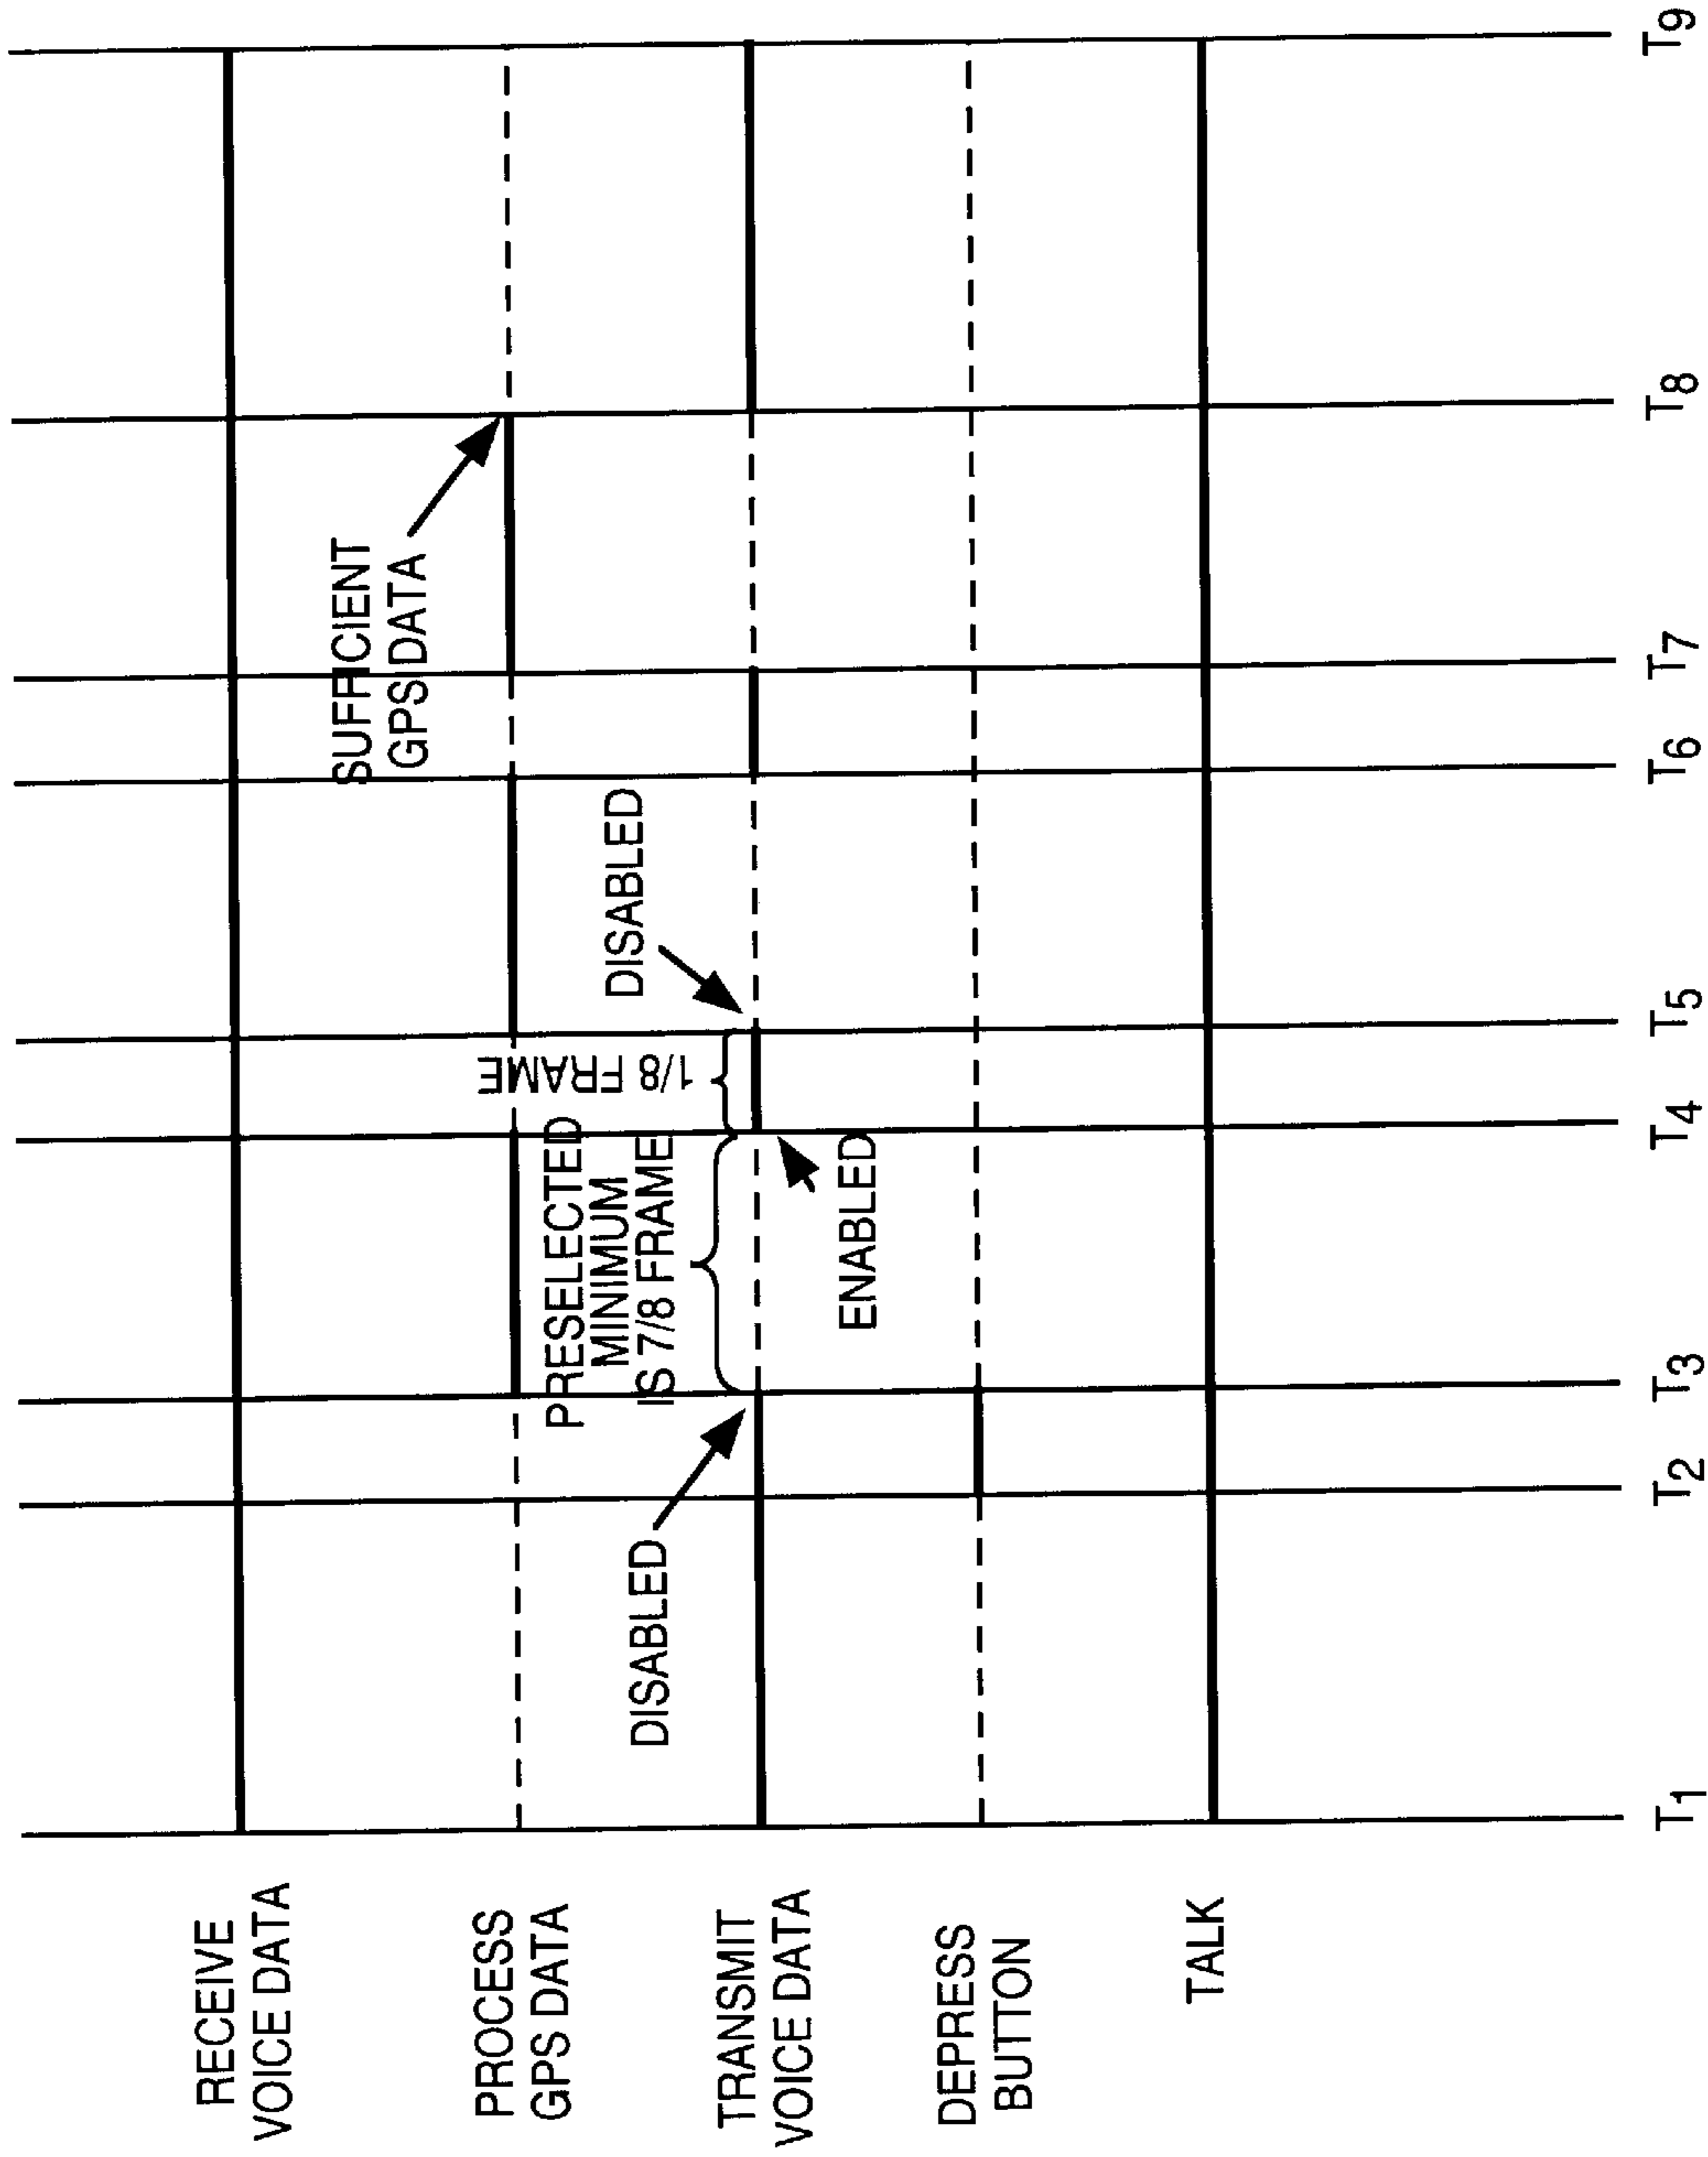 RECEIVE
VOICE DATA
PROCESS
GPS DATA
TRANSMIT
VOICE DATA
DEPRESS
BUTTON
TALK
SUFFICIENT
GPS DATA
PRESELECTED
MINIMUM
IS 7/8 FRAME
1/8 FRAME
DISABLED
ENABLED
DISABLED
T1 T2 T3 T4 T5 T6 T7 T8 T9